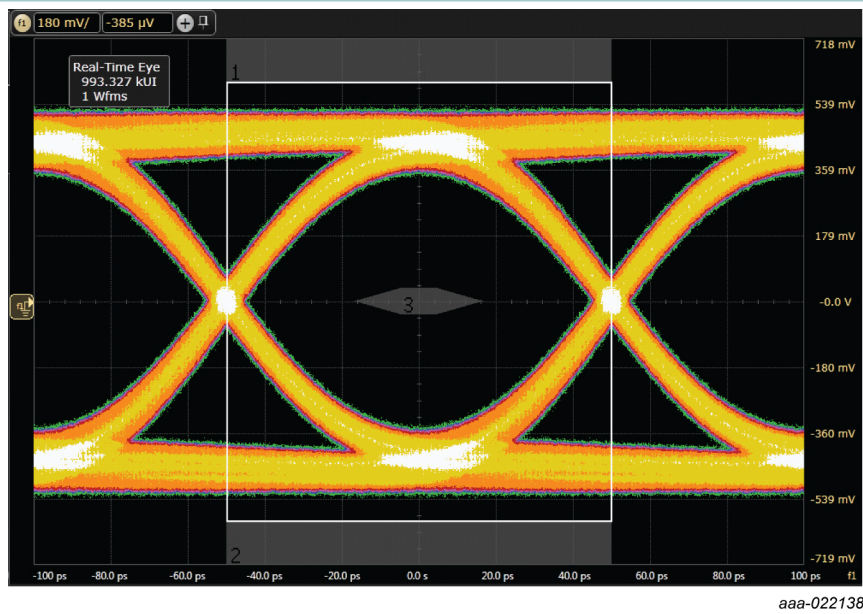 f1 180 mV/ -385 µV +
718 mV
1
Real-Time Eye
993.327 kUI
1 Wfms
539 mV
359 mV
179 mV
3
-0.0 V
-180 mV
-360 mV
-539 mV
2
-719 mV
-100 ps -80.0 ps -60.0 ps -40.0 ps -20.0 ps 0.0 s 20.0 ps 40.0 ps 60.0 ps 80.0 ps 100 ps f1
aaa-022138